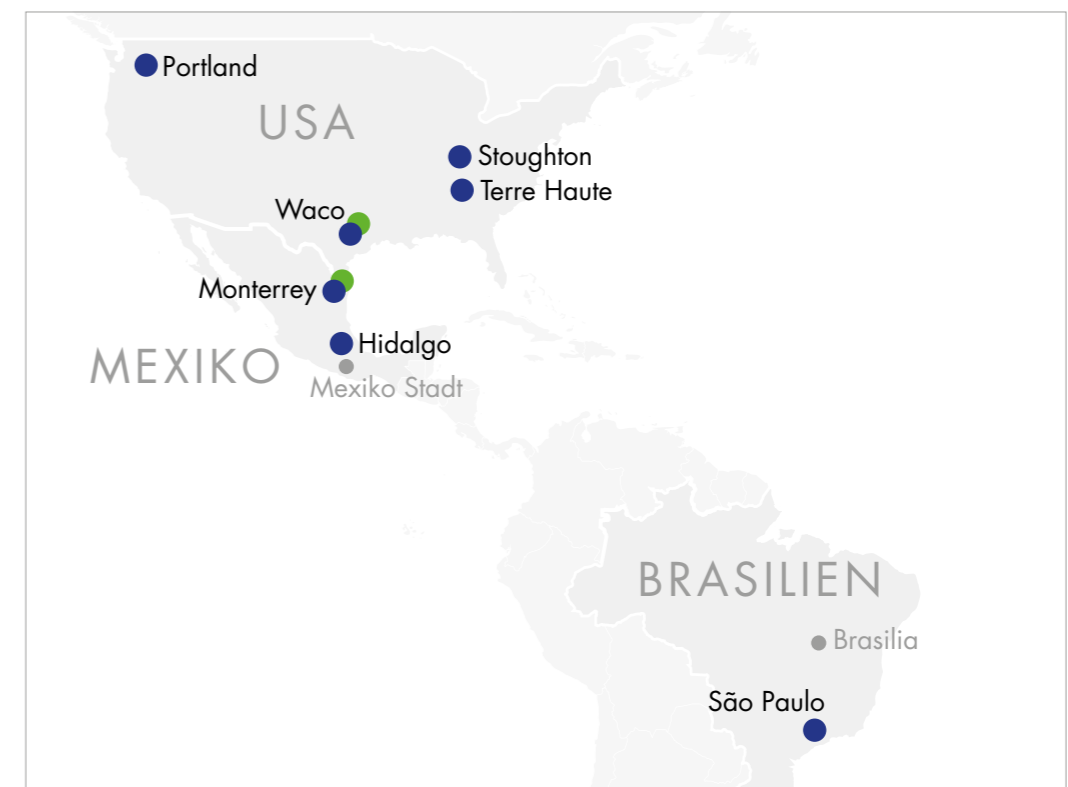 Portland
USA
Stoughton
Terre Haute
Waco
Monterrey
Hidalgo
MEXIKO
Mexiko Stadt
BRASILIEN
Brasilia
São Paulo